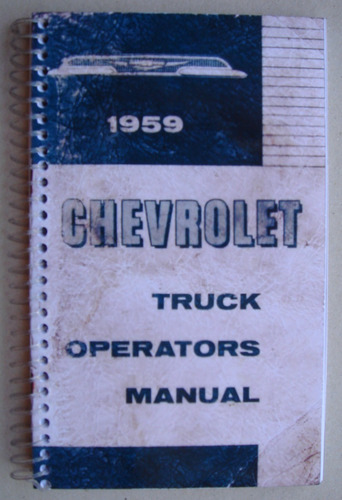 1959
CHEVROLET
TRUCK
OPERATORS
MANUAL